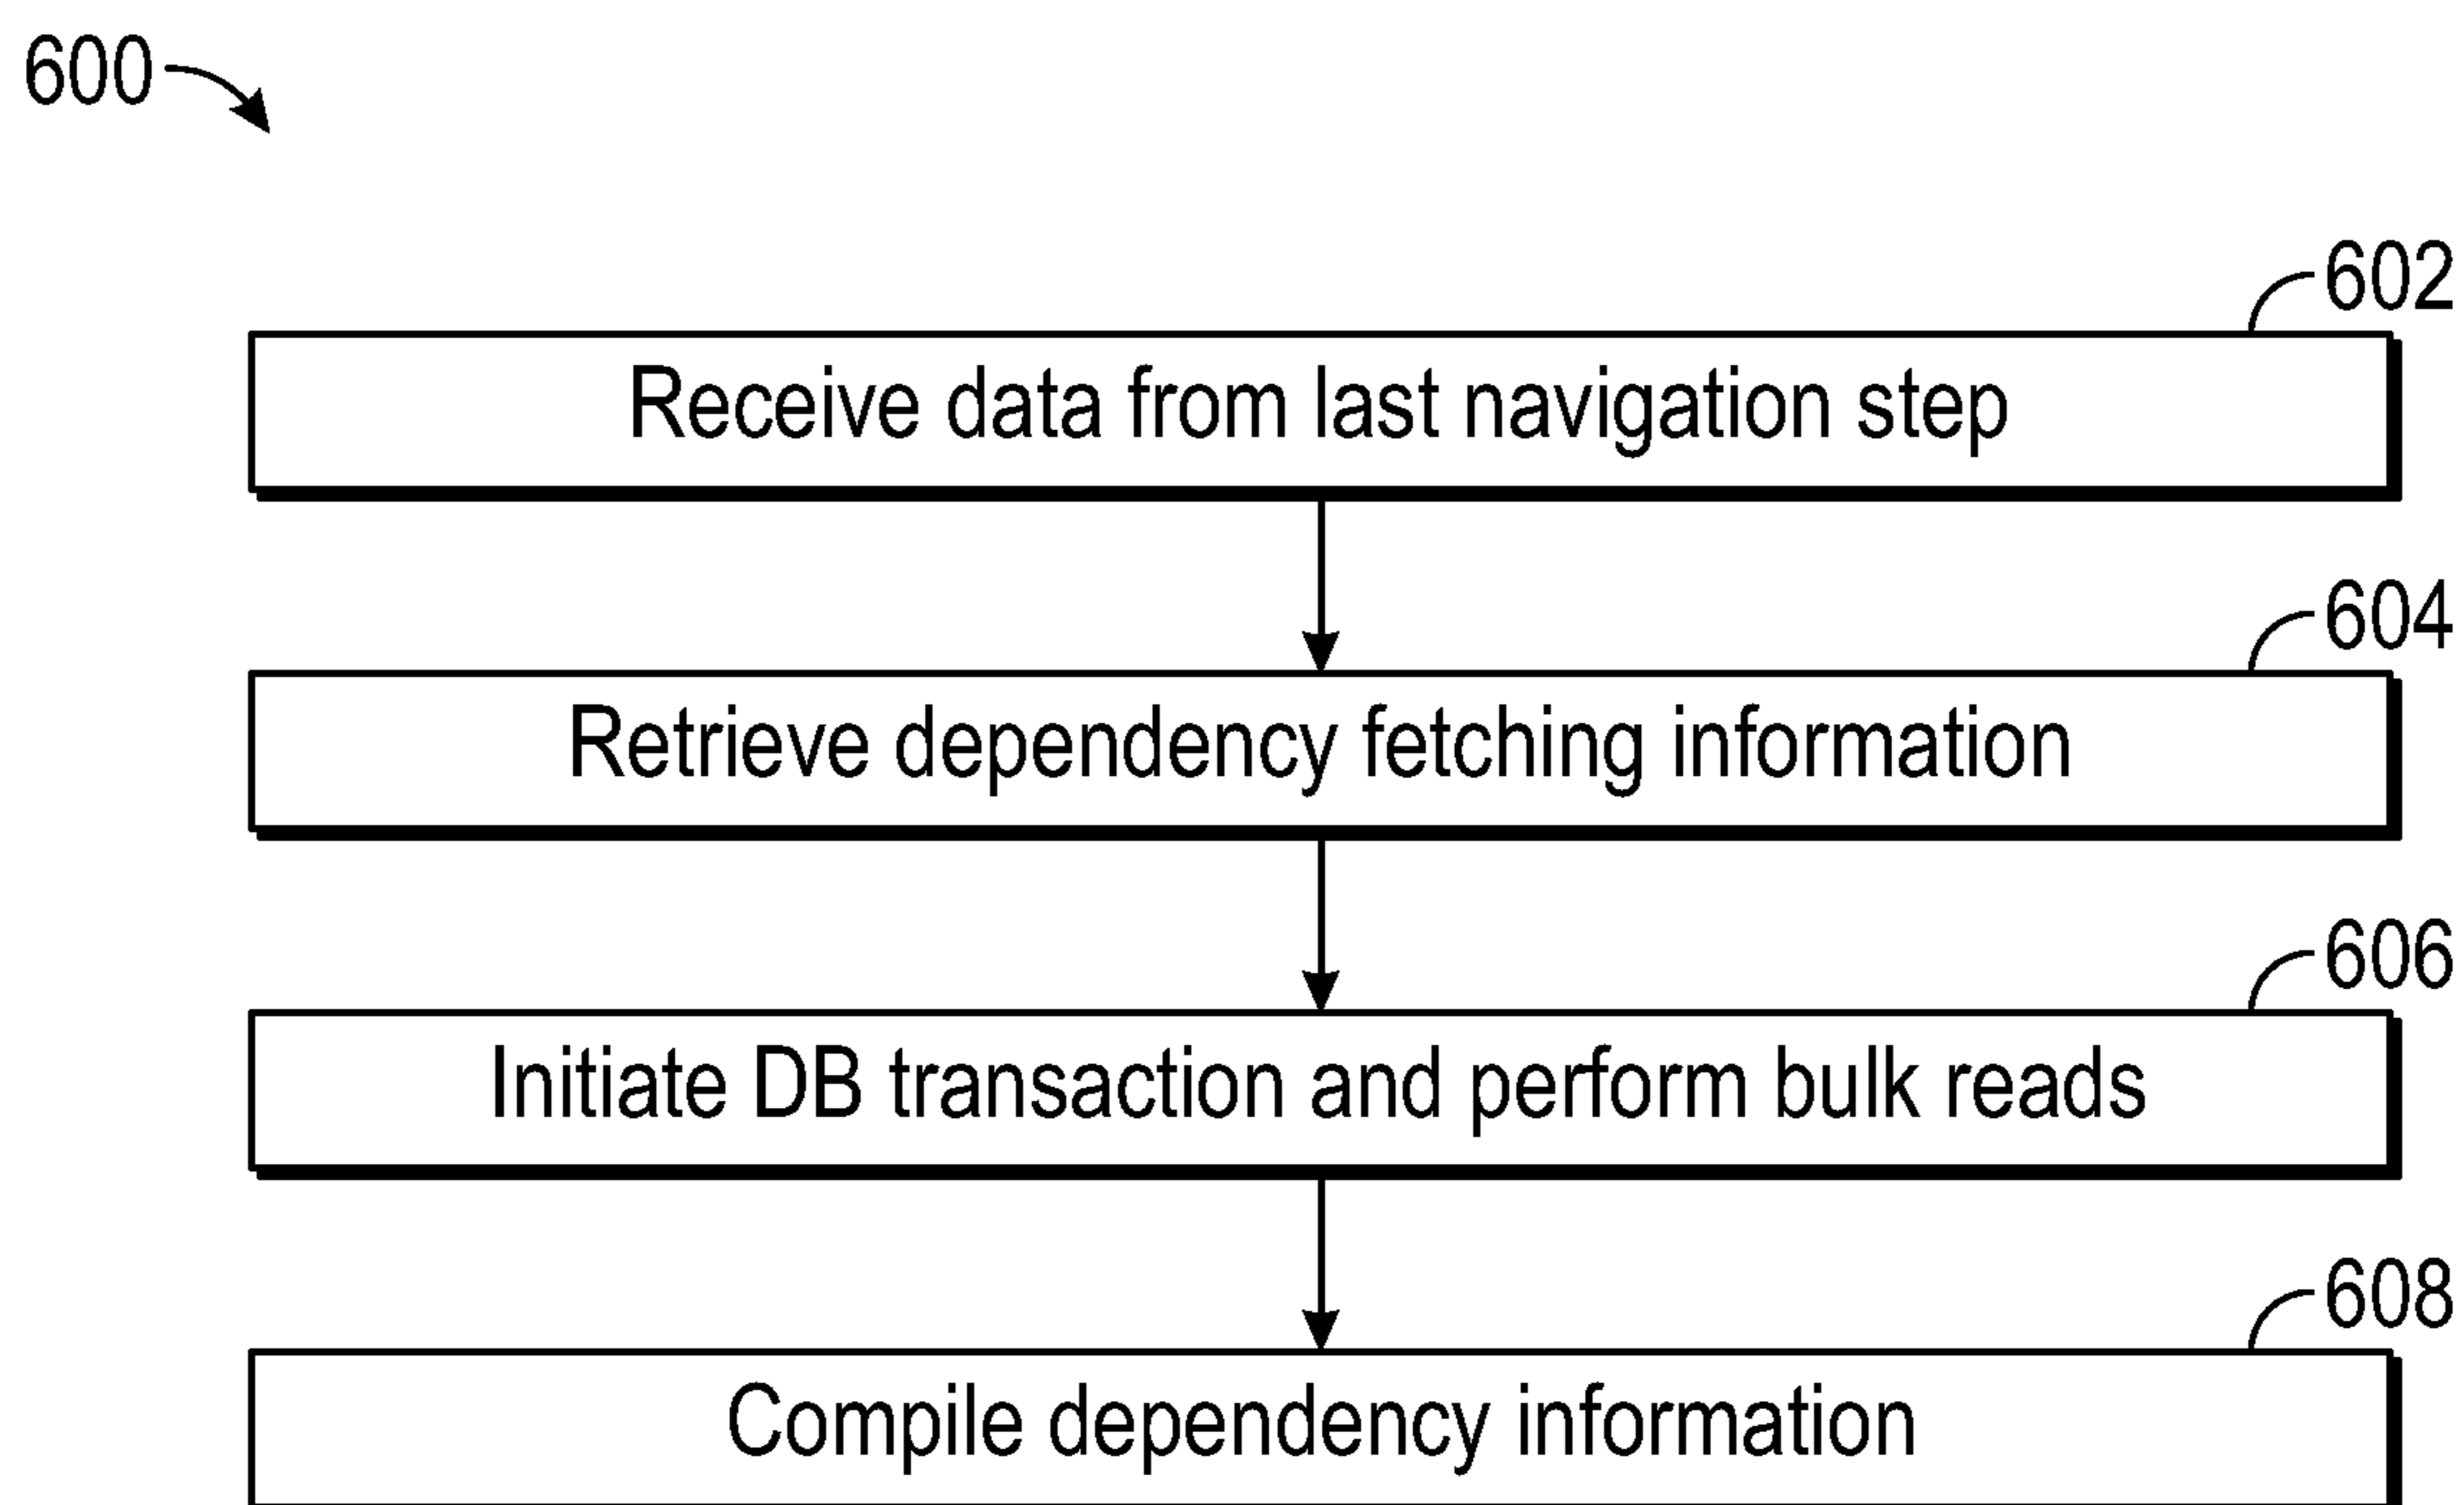 600
602
Receive data from last navigation step
604
Retrieve dependency fetching information
606
Initiate DB transaction and perform bulk reads
608
Compile dependency information